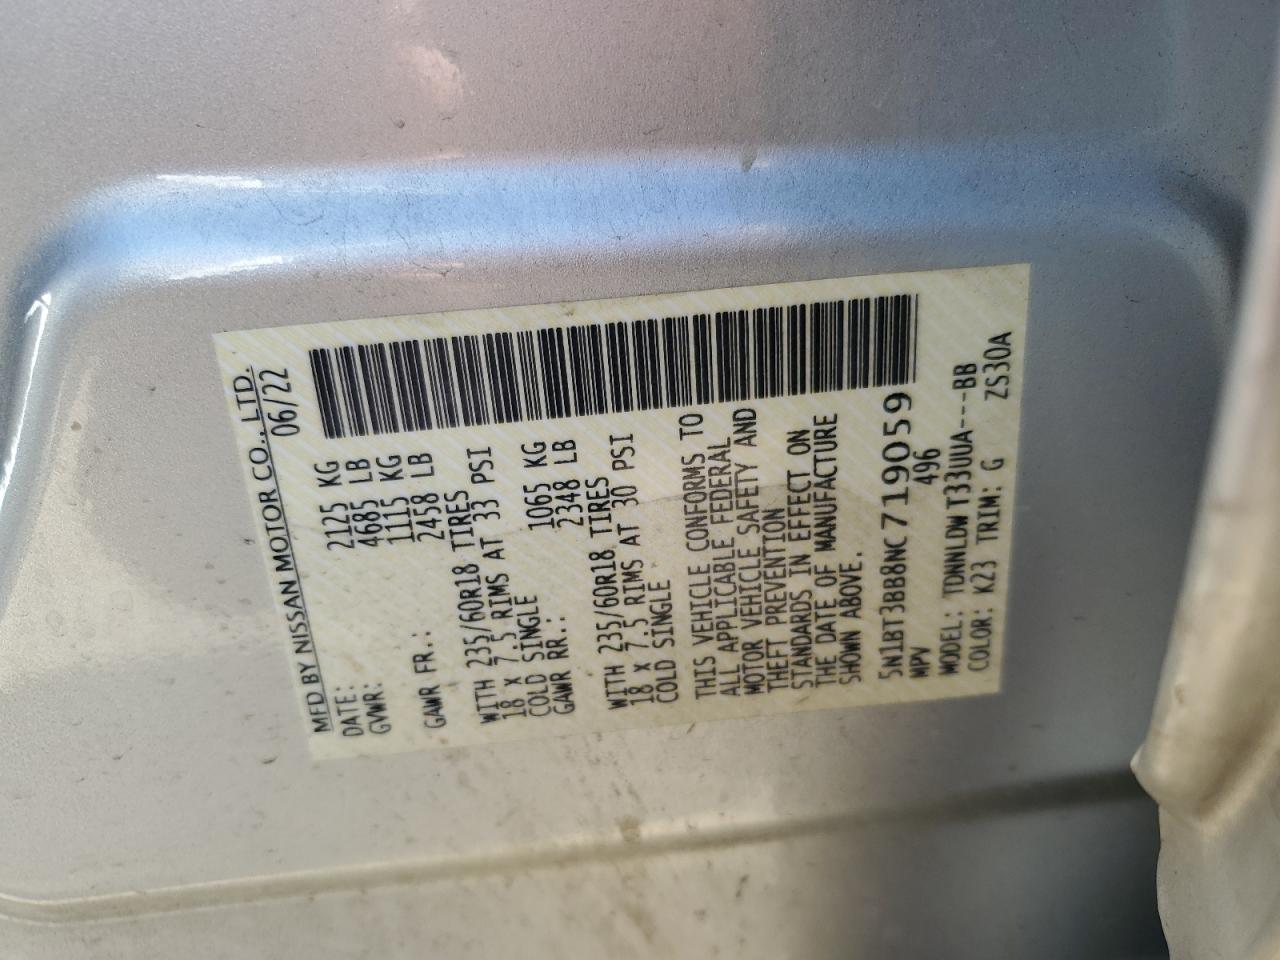 MFD BY NISSAN MOTOR CO., LTD.
DATE: 06/22
GVWR: 2125 KG
4685 LB
GAWR FR.: 1115 KG
2458 LB
WITH 235/60R18 TIRES
18 X 7.5 RIMS AT 33 PSI
COLD SINGLE
GAWR RR.: 1065 KG
2348 LB
WITH 235/60R18 TIRES
18 X 7.5 RIMS AT 30 PSI
COLD SINGLE
THIS VEHICLE CONFORMS TO
ALL APPLICABLE FEDERAL
MOTOR VEHICLE SAFETY AND
THEFT PREVENTION
STANDARDS IN EFFECT ON
THE DATE OF MANUFACTURE
SHOWN ABOVE.
5N1BT3BB8NC719059
MPV 496
MODEL: TDNNLDWT33UUA---BB
COLOR: K23 TRIM: G ZS30A